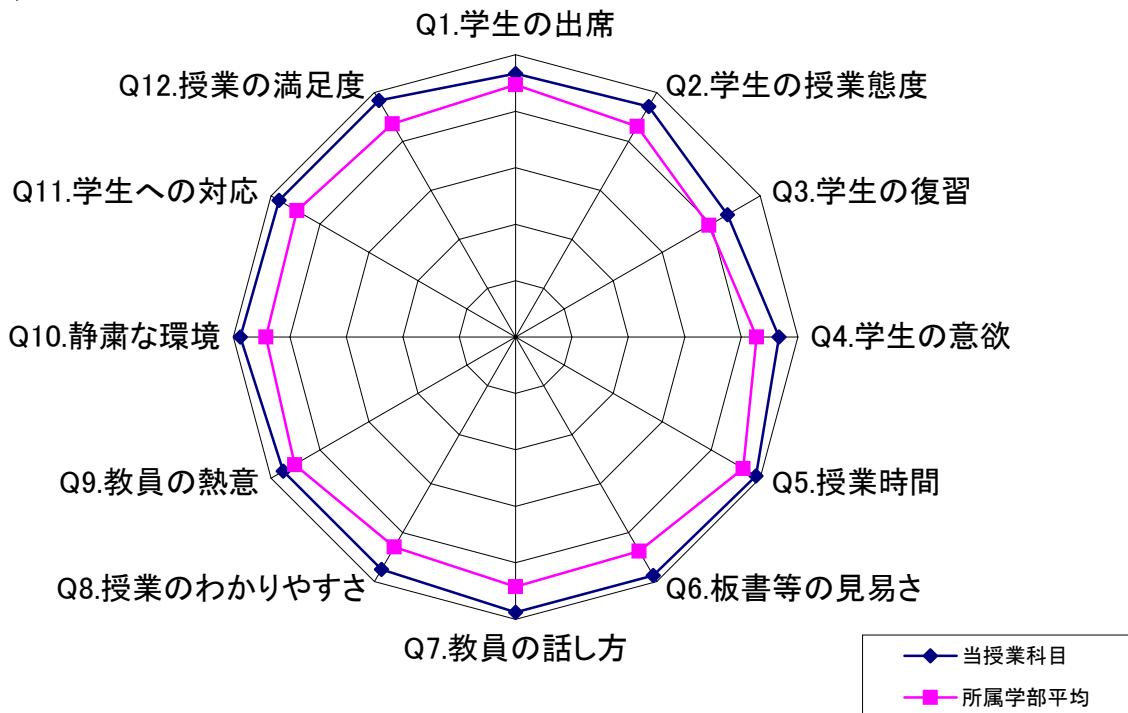 Q1.学生の出席
Q2.学生の授業態度
Q3.学生の復習
Q4.学生の意欲
Q5.授業時間
Q6.板書等の見易さ
Q7.教員の話し方
Q8.授業のわかりやすさ
Q9.教員の熱意
Q10.静粛な環境
Q11.学生への対応
Q12.授業の満足度
当授業科目
所属学部平均